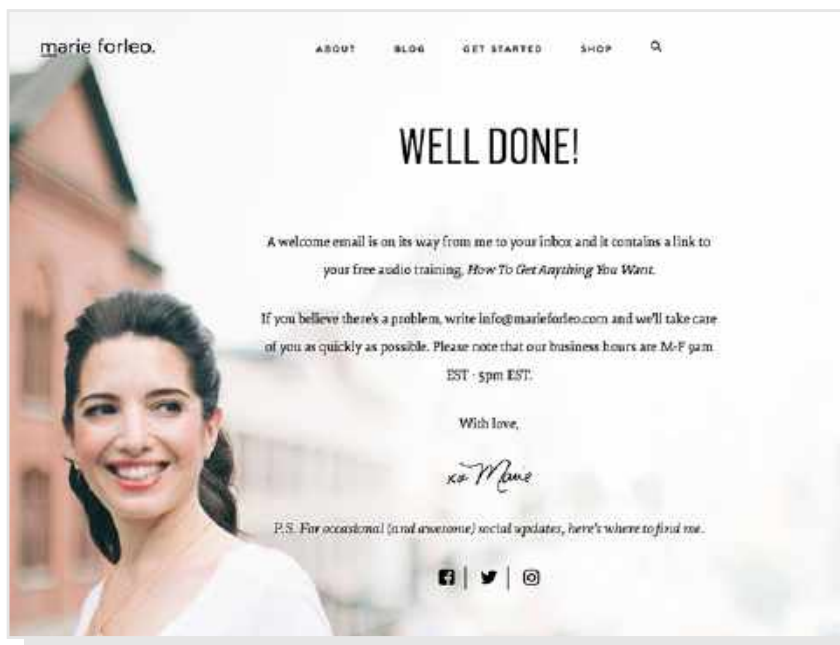 marie forleo.
ABOUT BLOG GET STARTED SHOP
WELL DONE!
A welcome email is on its way from me to your inbox and it contains a link to
your free audio training, How To Get Anything You Want.
If you believe there's a problem, write info@marieforleo.com and we'll take care
of you as quickly as possible. Please note that our business hours are M-F 9am
EST - 5pm EST.
With love,
xo Marie
P.S. For occasional (and awesome) social updates, here's where to find me.